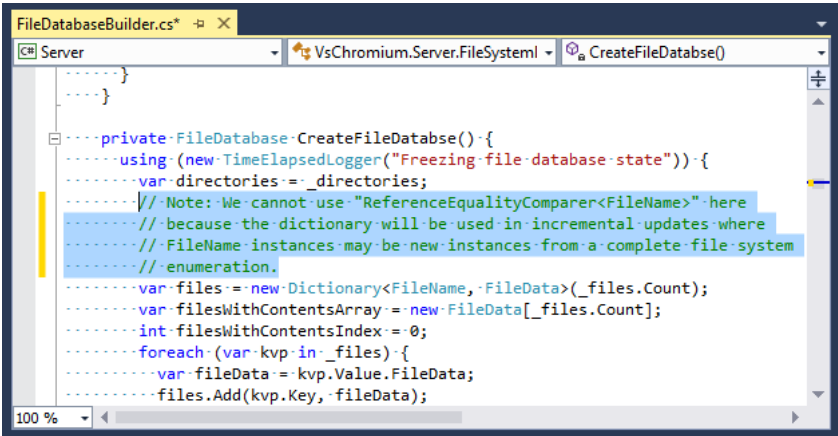 FileDatabaseBuilder.cs*
C# Server VsChromium.Server.FileSystemI CreateFileDatabse()
}
}
private FileDatabase CreateFileDatabse() {
using (new TimeElapsedLogger("Freezing file database state")) {
var directories = _directories;
// Note: We cannot use "ReferenceEqualityComparer<FileName>" here
// because the dictionary will be used in incremental updates where
// FileName instances may be new instances from a complete file system
// enumeration.
var files = new Dictionary<FileName, FileData>(_files.Count);
var filesWithContentsArray = new FileData[_files.Count];
int filesWithContentsIndex = 0;
foreach (var kvp in _files) {
var fileData = kvp.Value.FileData;
files.Add(kvp.Key, fileData);
100 %